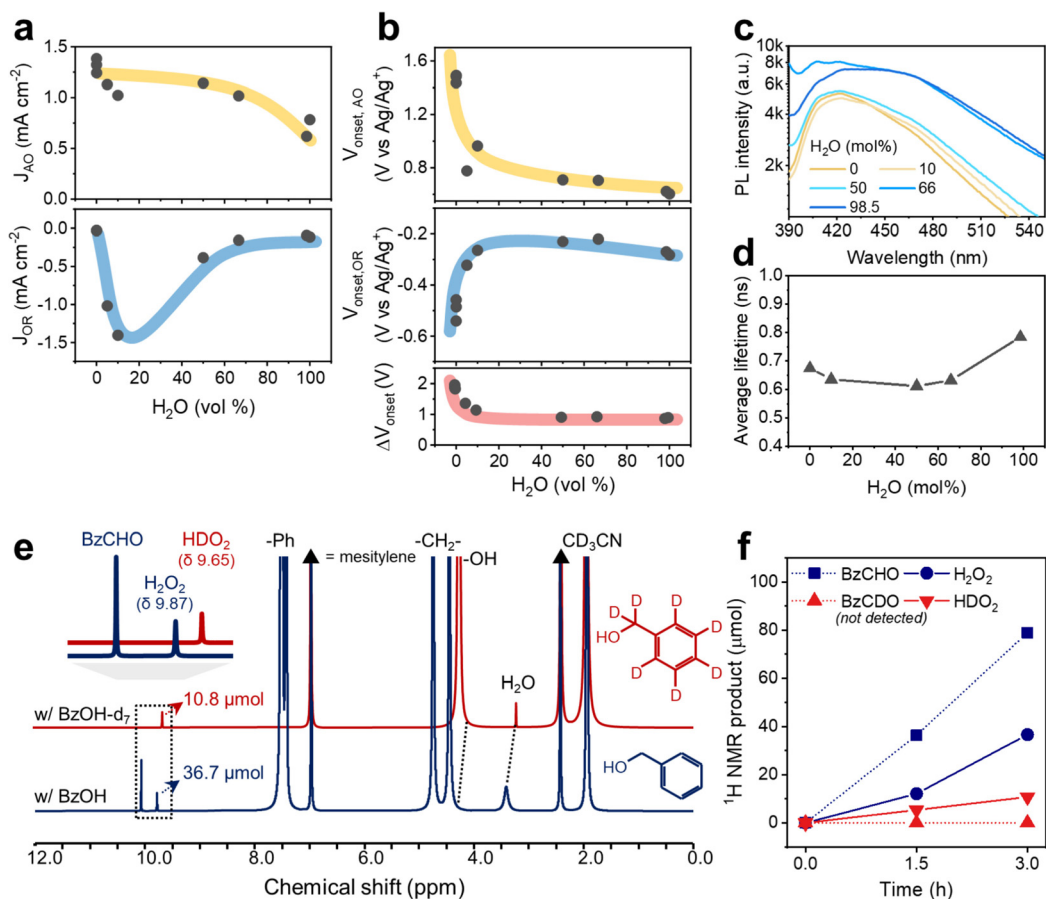 a
J_AO (mA cm⁻²)
1.5
1.0
0.5
0.0
J_OR (mA cm⁻²)
0.0
-0.5
-1.0
-1.5
0 20 40 60 80 100
H₂O (vol %)
b
V_onset, AO
(V vs Ag/Ag⁺)
1.6
1.2
0.8
V_onset,OR
(V vs Ag/Ag⁺)
-0.2
-0.4
-0.6
ΔV_onset (V)
2
1
0
0 20 40 60 80 100
H₂O (vol %)
c
PL intensity (a.u.)
10k
8k
6k
4k
2k
H₂O (mol%)
0 10
50 66
98.5
390 420 450 480 510 540
Wavelength (nm)
d
Average lifetime (ns)
1.0
0.9
0.8
0.7
0.6
0.5
0.4
0 20 40 60 80 100
H₂O (mol%)
e
BzCHO
HDO₂
(δ 9.65)
H₂O₂
(δ 9.87)
-Ph
= mesitylene
-CH₂-
-OH
CD₃CN
D D D
HO D
D D
D
H₂O
10.8 μmol
w/ BzOH-d₇
36.7 μmol
w/ BzOH
HO
12.0 10.0 8.0 6.0 4.0 2.0 0.0
Chemical shift (ppm)
f
¹H NMR product (μmol)
BzCHO H₂O₂
BzCDO HDO₂
(not detected)
100
80
60
40
20
0
0.0 1.5 3.0
Time (h)